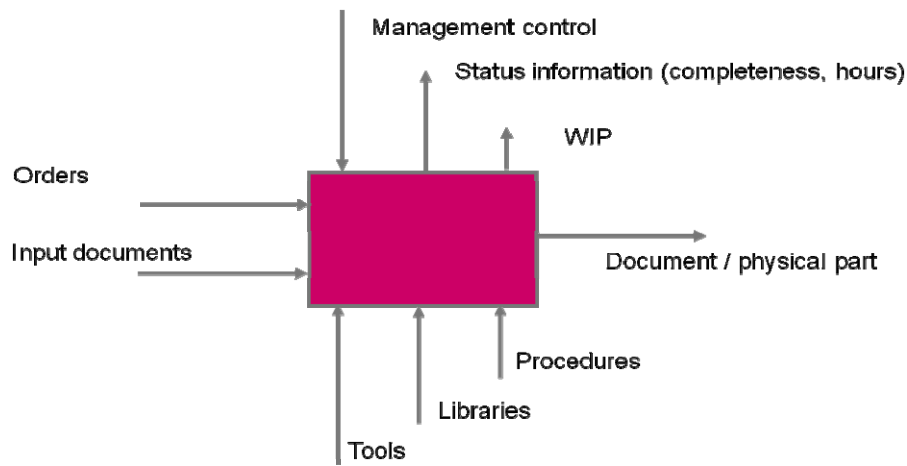 Management control
Status information (completeness, hours)
WIP
Orders
Input documents
Document / physical part
Procedures
Libraries
Tools